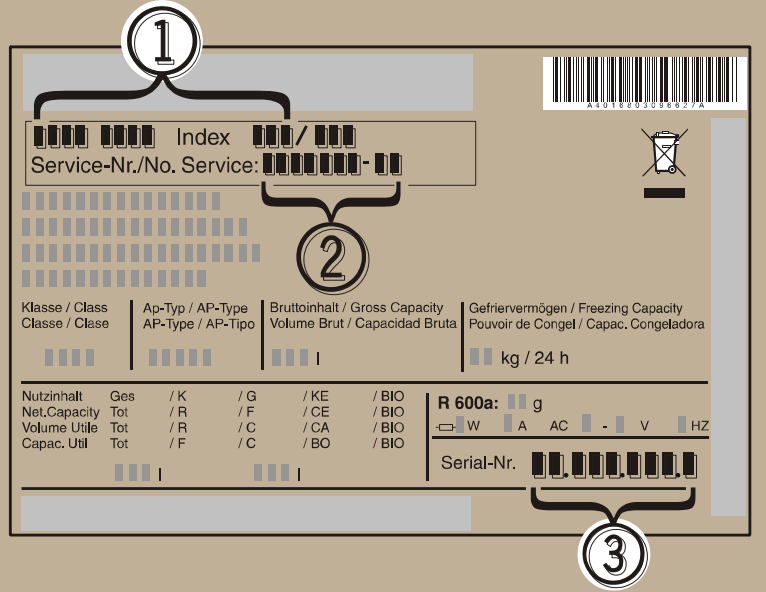 1
A4016803096627A
Index /
Service-Nr./No. Service: -
2
Klasse / Class
Classe / Clase
Ap-Typ / AP-Type
AP-Type / AP-Tipo
Bruttoinhalt / Gross Capacity
Volume Brut / Capacidad Bruta
l
Gefriervermögen / Freezing Capacity
Pouvoir de Congel / Capac. Congeladora
kg / 24 h
Nutzinhalt Ges / K / G / KE / BIO
Net.Capacity Tot / R / F / CE / BIO
Volume Utile Tot / R / C / CA / BIO
Capac. Util Tot / F / C / BO / BIO
l l
R 600a: g
W A AC - V HZ
Serial-Nr. . . .
3